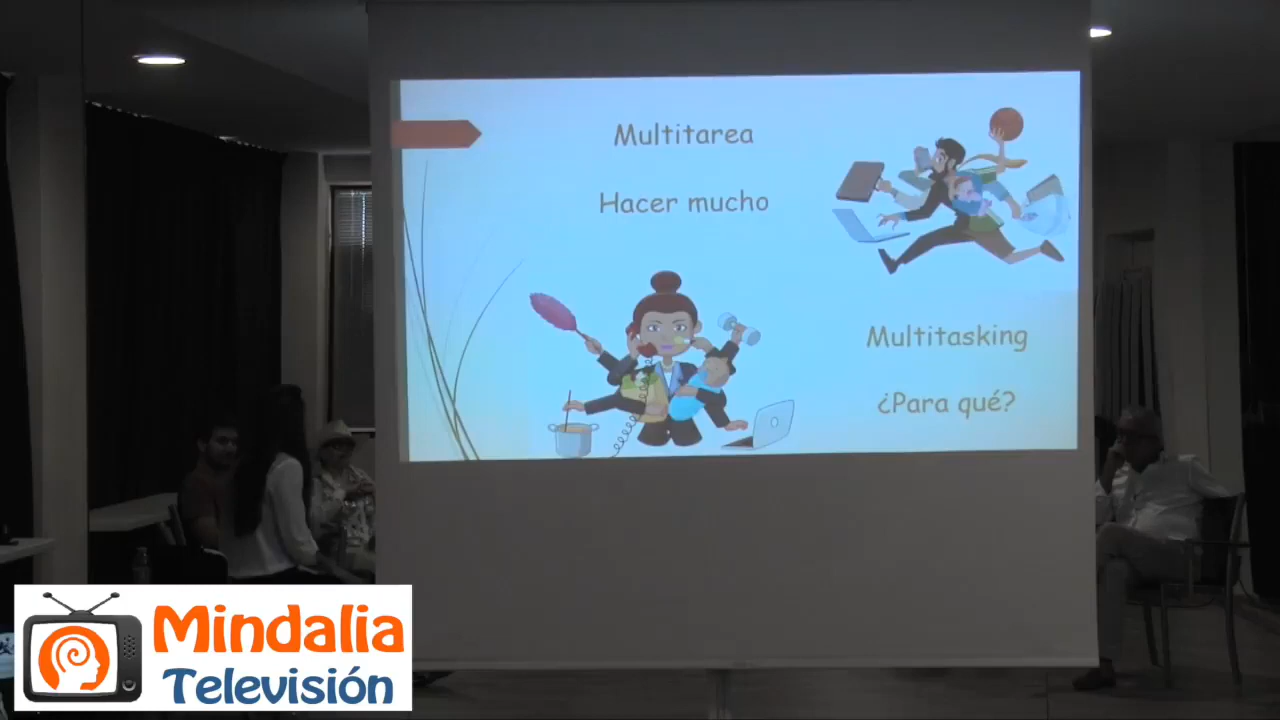 Multitarea
Hacer mucho
Multitasking
¿Para qué?
Mindalia
Televisión